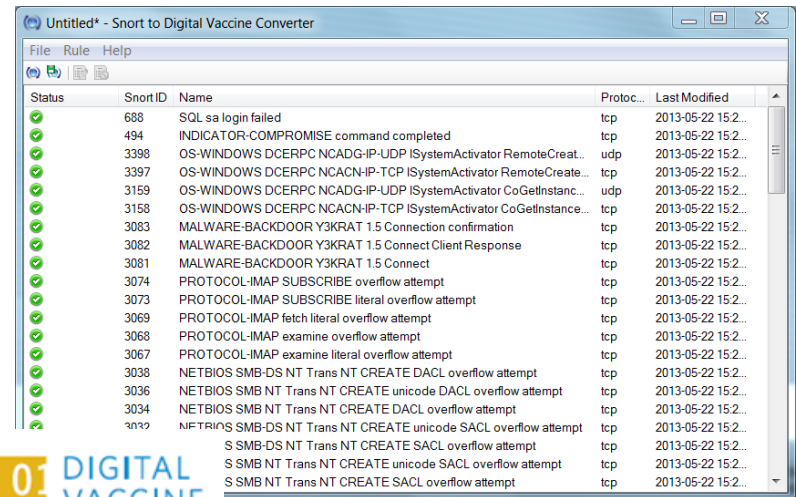 Untitled* - Snort to Digital Vaccine Converter
File Rule Help
Status Snort ID Name Protoc... Last Modified
688 SQL sa login failed tcp 2013-05-22 15:2...
494 INDICATOR-COMPROMISE command completed tcp 2013-05-22 15:2...
3398 OS-WINDOWS DCERPC NCADG-IP-UDP ISystemActivator RemoteCreat... udp 2013-05-22 15:2...
3397 OS-WINDOWS DCERPC NCACN-IP-TCP ISystemActivator RemoteCreate... tcp 2013-05-22 15:2...
3159 OS-WINDOWS DCERPC NCADG-IP-UDP ISystemActivator CoGetInstanc... udp 2013-05-22 15:2...
3158 OS-WINDOWS DCERPC NCACN-IP-TCP ISystemActivator CoGetInstance... tcp 2013-05-22 15:2...
3083 MALWARE-BACKDOOR Y3KRAT 1.5 Connection confirmation tcp 2013-05-22 15:2...
3082 MALWARE-BACKDOOR Y3KRAT 1.5 Connect Client Response tcp 2013-05-22 15:2...
3081 MALWARE-BACKDOOR Y3KRAT 1.5 Connect tcp 2013-05-22 15:2...
3074 PROTOCOL-IMAP SUBSCRIBE overflow attempt tcp 2013-05-22 15:2...
3073 PROTOCOL-IMAP SUBSCRIBE literal overflow attempt tcp 2013-05-22 15:2...
3069 PROTOCOL-IMAP fetch literal overflow attempt tcp 2013-05-22 15:2...
3068 PROTOCOL-IMAP examine overflow attempt tcp 2013-05-22 15:2...
3067 PROTOCOL-IMAP examine literal overflow attempt tcp 2013-05-22 15:2...
3038 NETBIOS SMB-DS NT Trans NT CREATE DACL overflow attempt tcp 2013-05-22 15:2...
3036 NETBIOS SMB NT Trans NT CREATE unicode DACL overflow attempt tcp 2013-05-22 15:2...
3034 NETBIOS SMB NT Trans NT CREATE DACL overflow attempt tcp 2013-05-22 15:2...
3032 NETBIOS SMB-DS NT Trans NT CREATE unicode SACL overflow attempt tcp 2013-05-22 15:2...
S SMB-DS NT Trans NT CREATE SACL overflow attempt tcp 2013-05-22 15:2...
S SMB NT Trans NT CREATE unicode SACL overflow attempt tcp 2013-05-22 15:2...
S SMB NT Trans NT CREATE SACL overflow attempt tcp 2013-05-22 15:2...
01 DIGITAL
VACCINE